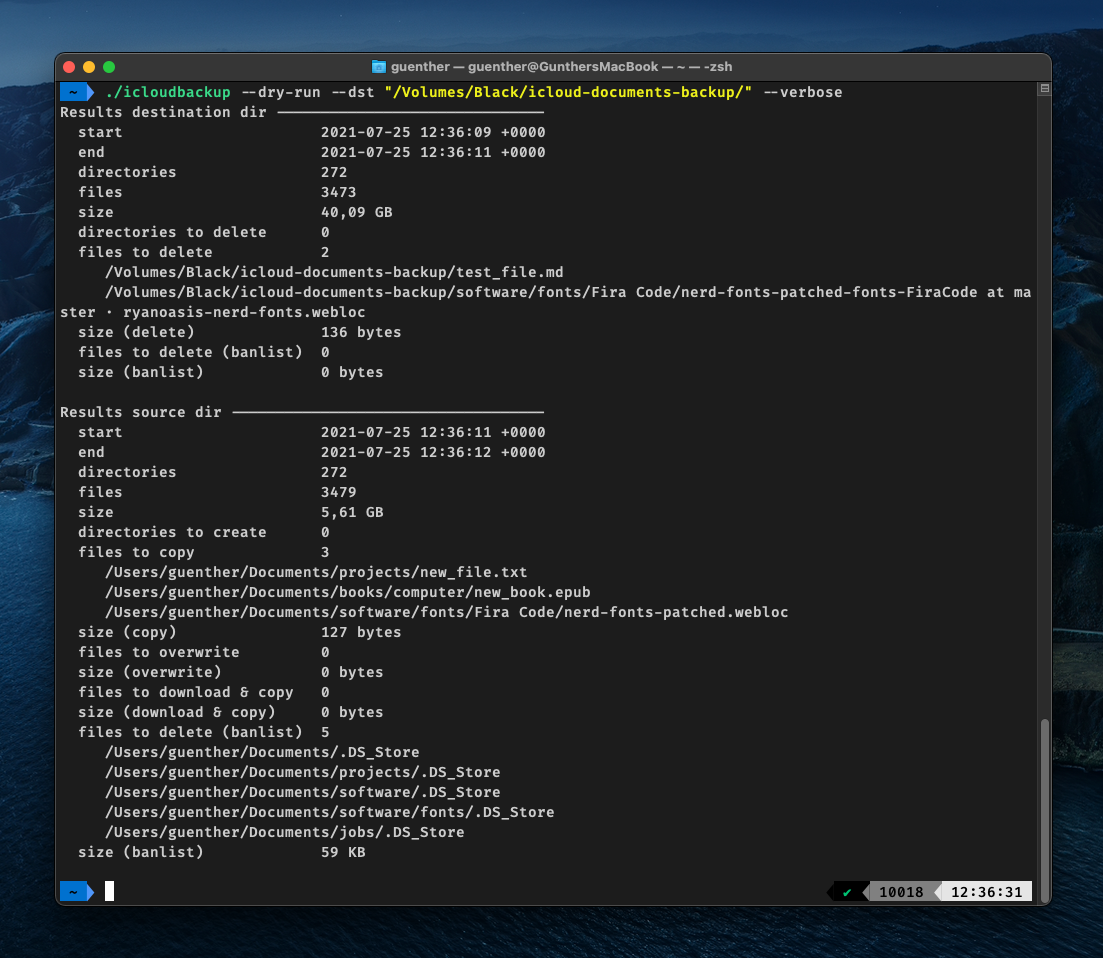 guenther — guenther@GunthersMacBook — ~ — -zsh
~ ./icloudbackup --dry-run --dst "/Volumes/Black/icloud-documents-backup/" --verbose
Results destination dir ──────────────────────────────
start 2021-07-25 12:36:09 +0000
end 2021-07-25 12:36:11 +0000
directories 272
files 3473
size 40,09 GB
directories to delete 0
files to delete 2
/Volumes/Black/icloud-documents-backup/test_file.md
/Volumes/Black/icloud-documents-backup/software/fonts/Fira Code/nerd-fonts-patched-fonts-FiraCode at ma
ster · ryanoasis-nerd-fonts.webloc
size (delete) 136 bytes
files to delete (banlist) 0
size (banlist) 0 bytes
Results source dir ───────────────────────────────────
start 2021-07-25 12:36:11 +0000
end 2021-07-25 12:36:12 +0000
directories 272
files 3479
size 5,61 GB
directories to create 0
files to copy 3
/Users/guenther/Documents/projects/new_file.txt
/Users/guenther/Documents/books/computer/new_book.epub
/Users/guenther/Documents/software/fonts/Fira Code/nerd-fonts-patched.webloc
size (copy) 127 bytes
files to overwrite 0
size (overwrite) 0 bytes
files to download & copy 0
size (download & copy) 0 bytes
files to delete (banlist) 5
/Users/guenther/Documents/.DS_Store
/Users/guenther/Documents/projects/.DS_Store
/Users/guenther/Documents/software/.DS_Store
/Users/guenther/Documents/software/fonts/.DS_Store
/Users/guenther/Documents/jobs/.DS_Store
size (banlist) 59 KB
~ ✔ 10018 12:36:31